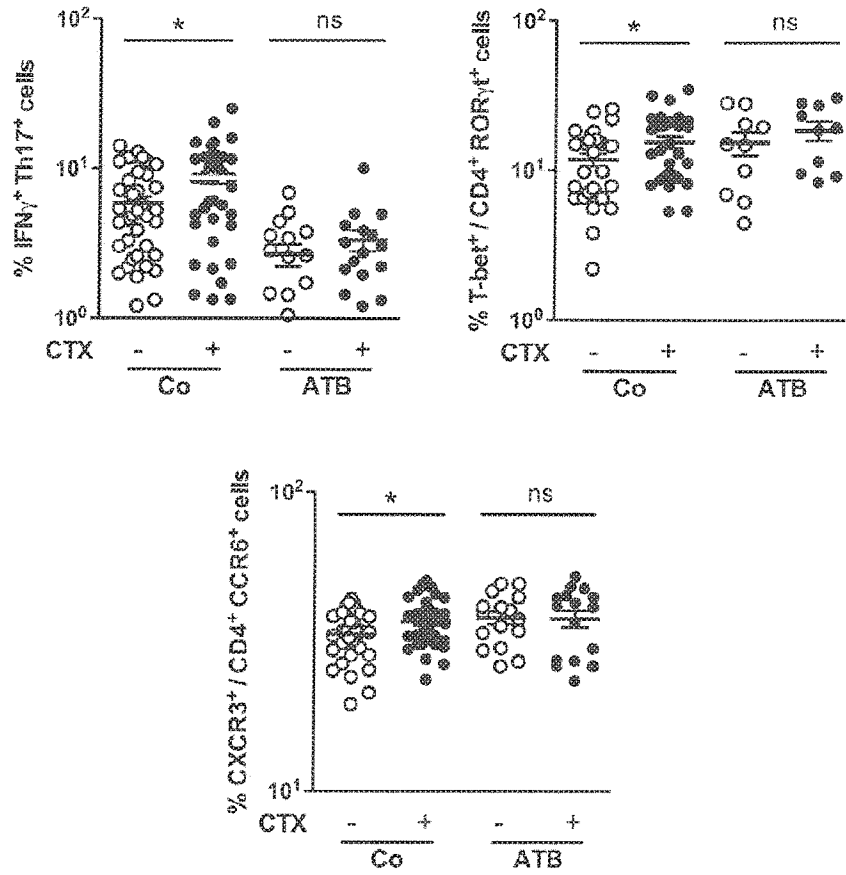 % IFNγ⁺ Th17⁺ cells
10²
10¹
10⁰
* ns
CTX - + - +
Co ATB
% T-bet⁺ / CD4⁺ RORγt⁺ cells
10²
10¹
10⁰
* ns
CTX - + - +
Co ATB
% CXCR3⁺ / CD4⁺ CCR6⁺ cells
10²
10¹
* ns
CTX - + - +
Co ATB